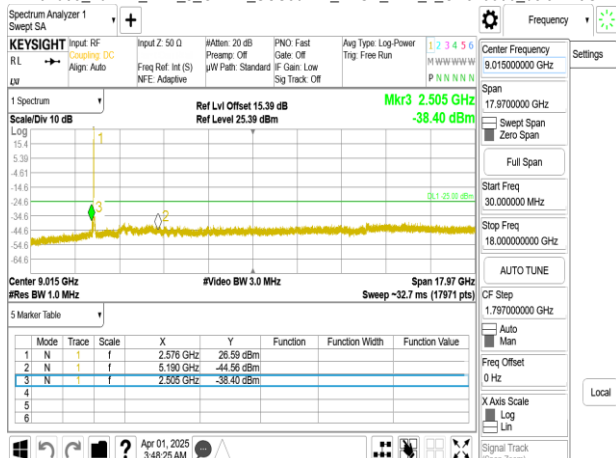 Spectrum Analyzer 1
Swept SA
Frequency
KEYSIGHT Input: RF Input Z: 50 Ω #Atten: 20 dB PNO: Fast Avg Type: Log-Power 1 2 3 4 5 6
RL Coupling: DC Preamp: Off Gate: Off Trig: Free Run M W W W W W
Align: Auto Freq Ref: Int (S) µW Path: Standard IF Gain: Low
LXI NFE: Adaptive Sig Track: Off P N N N N N
1 Spectrum
Ref Lvl Offset 15.39 dB
Mkr3 2.505 GHz
Scale/Div 10 dB
Ref Level 25.39 dBm
-38.40 dBm
Log
15.4
5.39
-4.61
-14.6
-24.6
-34.6
-44.6
-54.6
-64.6
1
2
3
DL1 -25.00 dBm
Center 9.015 GHz #Video BW 3.0 MHz Span 17.97 GHz
#Res BW 1.0 MHz Sweep ~32.7 ms (17971 pts)
5 Marker Table
Mode Trace Scale X Y Function Function Width Function Value
1 N 1 f 2.576 GHz 26.59 dBm
2 N 1 f 5.190 GHz -44.56 dBm
3 N 1 f 2.505 GHz -38.40 dBm
4
5
6
Apr 01, 2025
3:48:25 AM
Center Frequency
9.015000000 GHz
Span
17.9700000 GHz
Swept Span
Zero Span
Full Span
Start Freq
30.000000 MHz
Stop Freq
18.000000000 GHz
AUTO TUNE
CF Step
1.797000000 GHz
Auto
Man
Freq Offset
0 Hz
X Axis Scale
Log
Lin
Signal Track
Settings
Local